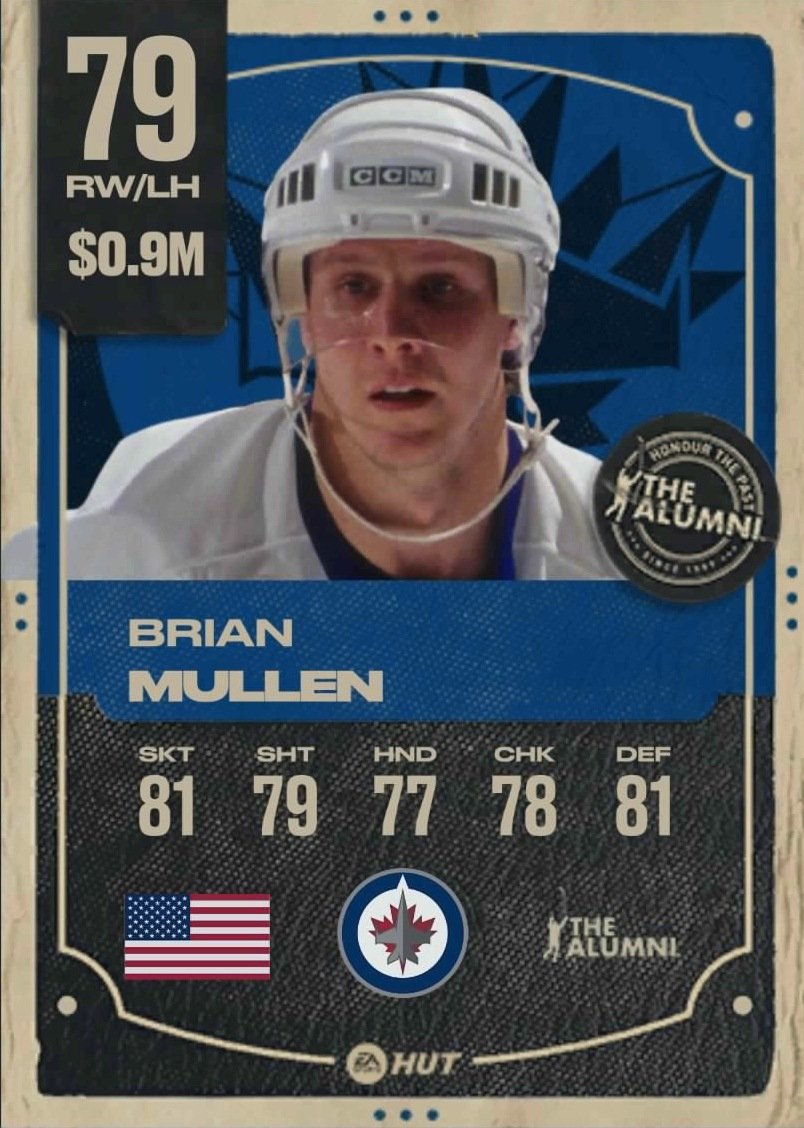 79
RW/LH
$0.9M
CCM
HONOUR THE PAST
THE
ALUMNI
BRIAN
MULLEN
SKT SHT HND CHK DEF
81 79 77 78 81
THE
ALUMNI
EA
HUT